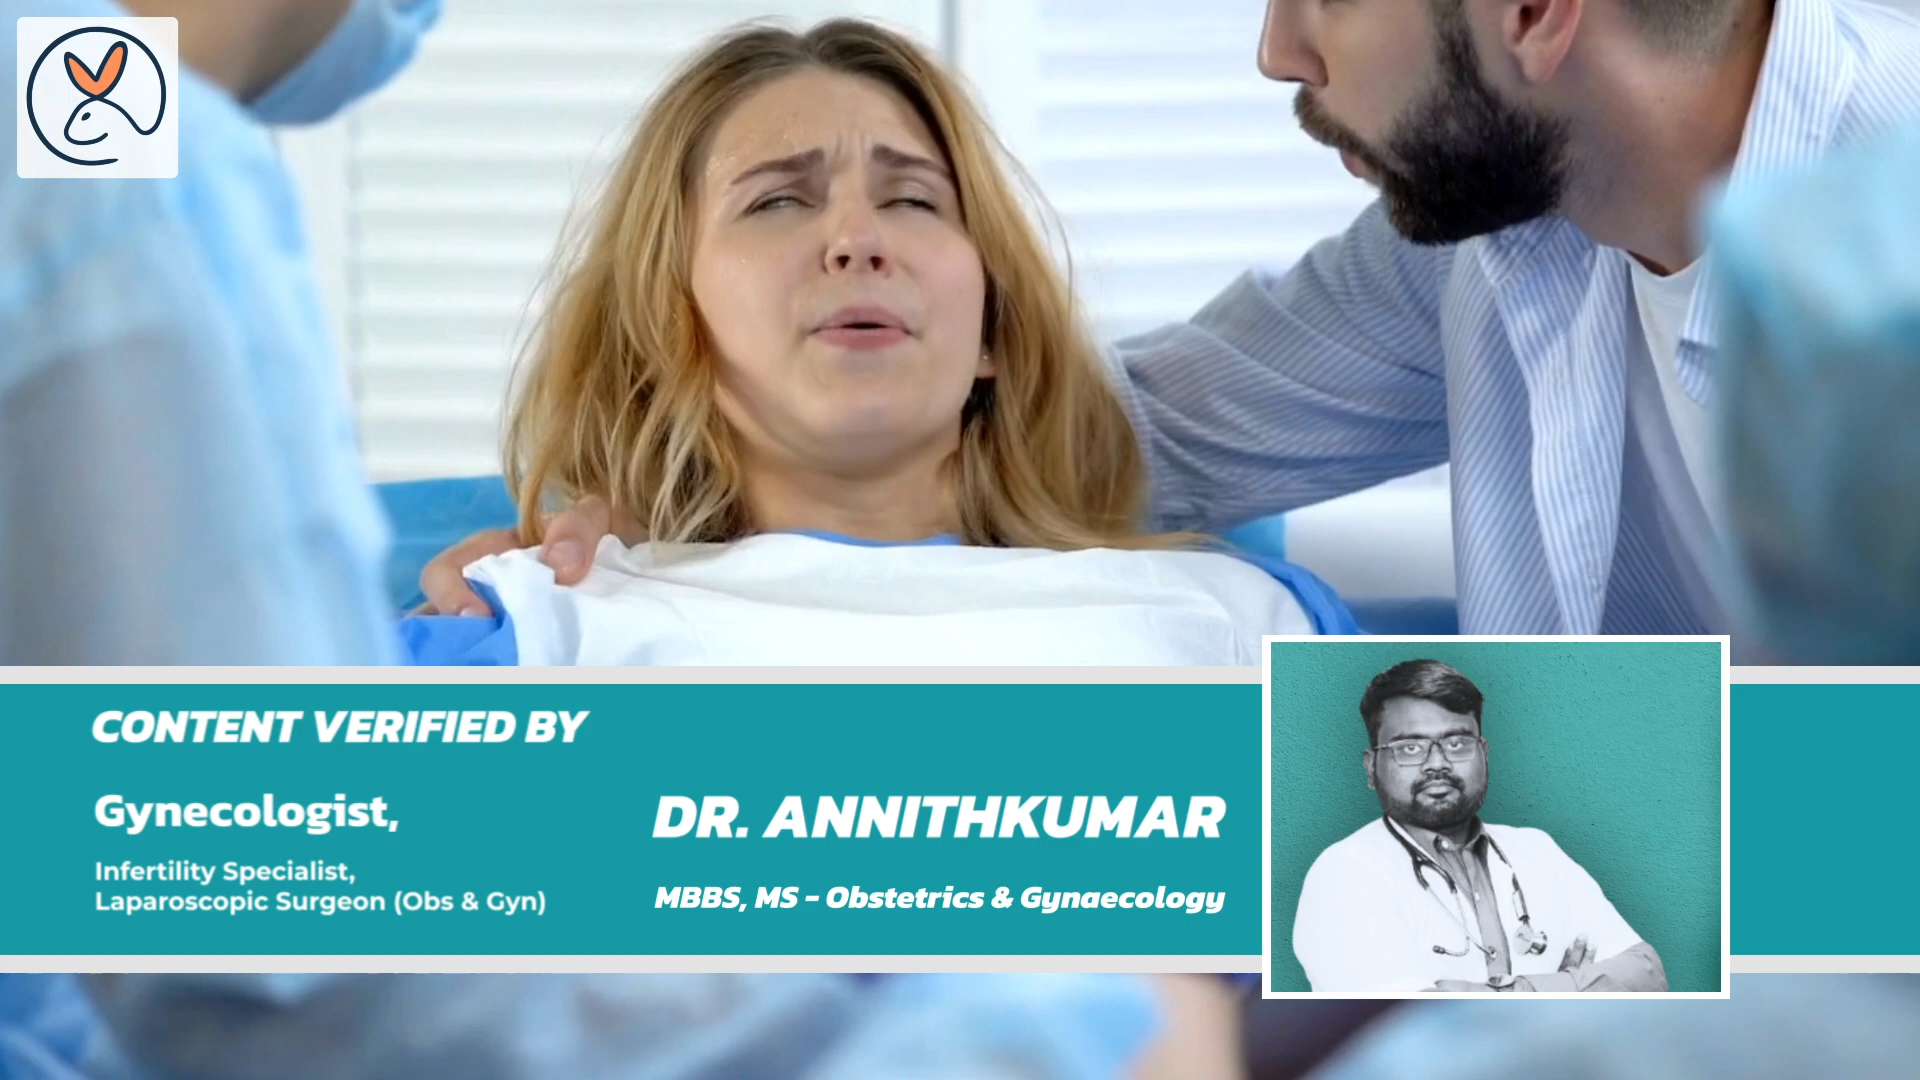 CONTENT VERIFIED BY
Gynecologist,
Infertility Specialist,
Laparoscopic Surgeon (Obs & Gyn)
DR. ANNITHKUMAR
MBBS, MS - Obstetrics & Gynaecology